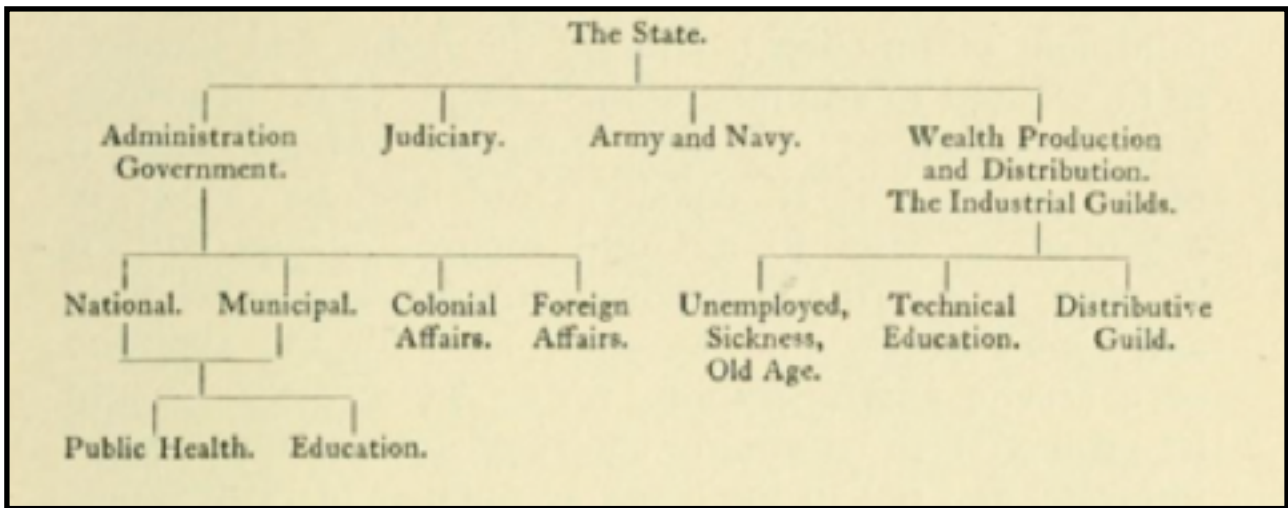 The State.
Administration
Government.
Judiciary.
Army and Navy.
Wealth Production
and Distribution.
The Industrial Guilds.
National.
Municipal.
Colonial
Affairs.
Foreign
Affairs.
Unemployed,
Sickness,
Old Age.
Technical
Education.
Distributive
Guild.
Public Health.
Education.